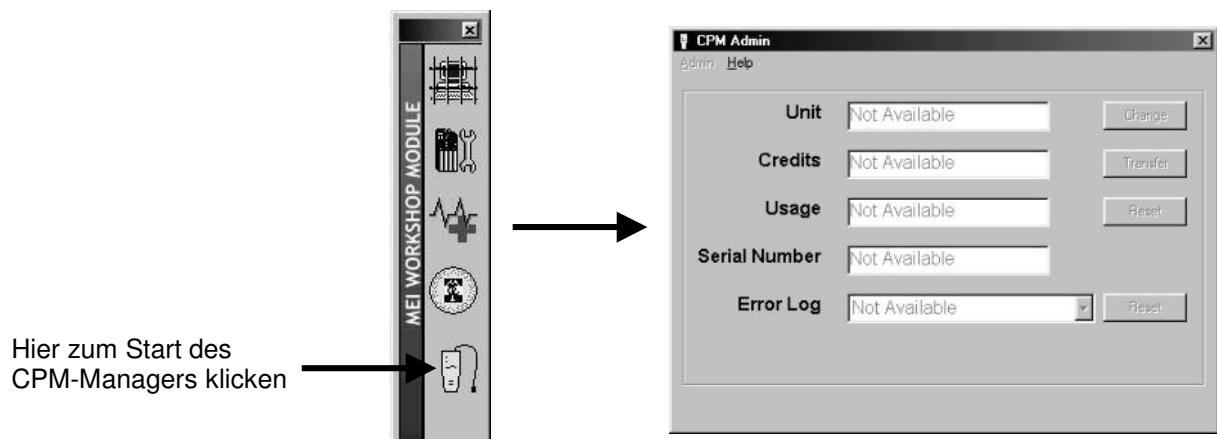 MEI WORKSHOP MODULE
Hier zum Start des
CPM-Managers klicken
CPM Admin
Admin Help
Unit Not Available Change
Credits Not Available Transfer
Usage Not Available Reset
Serial Number Not Available
Error Log Not Available Reset